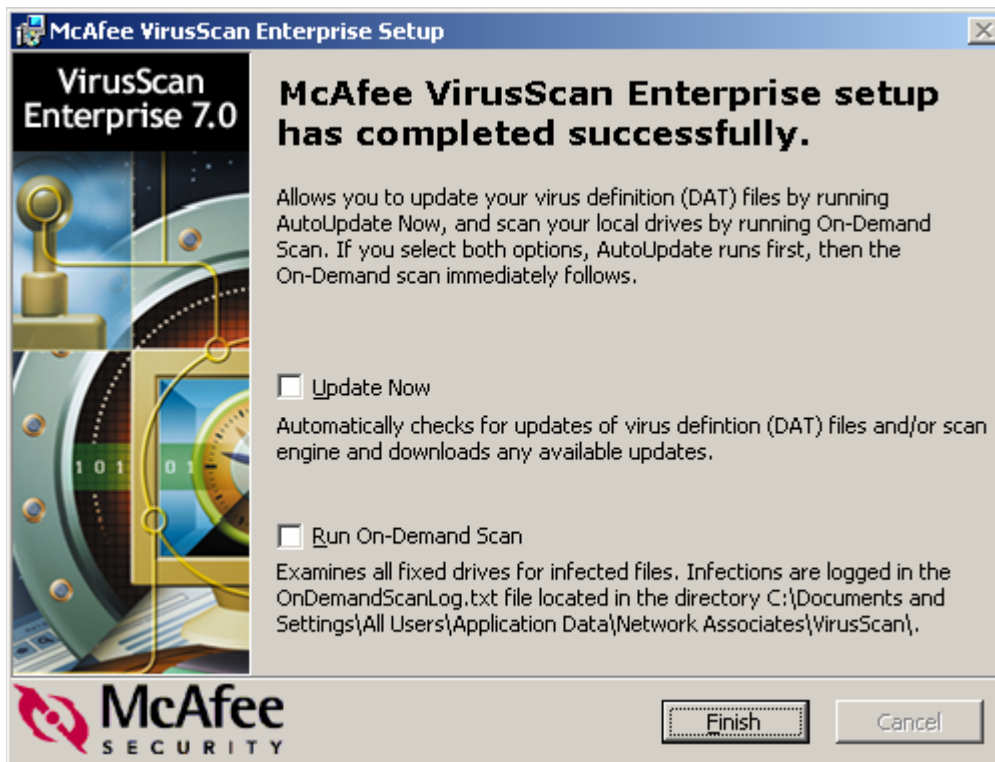 McAfee VirusScan Enterprise Setup
VirusScan
Enterprise 7.0
McAfee VirusScan Enterprise setup
has completed successfully.
Allows you to update your virus definition (DAT) files by running
AutoUpdate Now, and scan your local drives by running On-Demand
Scan. If you select both options, AutoUpdate runs first, then the
On-Demand scan immediately follows.
Update Now
Automatically checks for updates of virus defintion (DAT) files and/or scan
engine and downloads any available updates.
1 0 1 0 1
Run On-Demand Scan
Examines all fixed drives for infected files. Infections are logged in the
OnDemandScanLog.txt file located in the directory C:\Documents and
Settings\All Users\Application Data\Network Associates\VirusScan\.
McAfee
SECURITY
Finish
Cancel